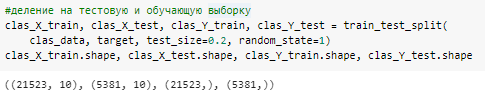 #деление на тестовую и обучающую выборку
clas_X_train, clas_X_test, clas_Y_train, clas_Y_test = train_test_split(
    clas_data, target, test_size=0.2, random_state=1)
clas_X_train.shape, clas_X_test.shape, clas_Y_train.shape, clas_Y_test.shape
((21523, 10), (5381, 10), (21523,), (5381,))